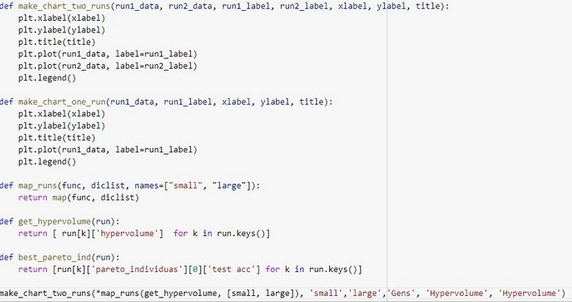 def make_chart_two_runs(run1_data, run2_data, run1_label, run2_label, xlabel, ylabel, title):
    plt.xlabel(xlabel)
    plt.ylabel(ylabel)
    plt.title(title)
    plt.plot(run1_data, label=run1_label)
    plt.plot(run2_data, label=run2_label)
    plt.legend()
def make_chart_one_run(run1_data, run1_label, xlabel, ylabel, title):
    plt.xlabel(xlabel)
    plt.ylabel(ylabel)
    plt.title(title)
    plt.plot(run1_data, label=run1_label)
    plt.legend()
def map_runs(func, diclist, names=["small", "large"]):
    return map(func, diclist)
def get_hypervolume(run):
    return [ run[k]['hypervolume']  for k in run.keys()]
def best_pareto_ind(run):
    return [run[k]['pareto_individuas'][0]['test acc'] for k in run.keys()]
make_chart_two_runs(*map_runs(get_hypervolume, [small, large]), 'small','large','Gens', 'Hypervolume', 'Hypervolume')